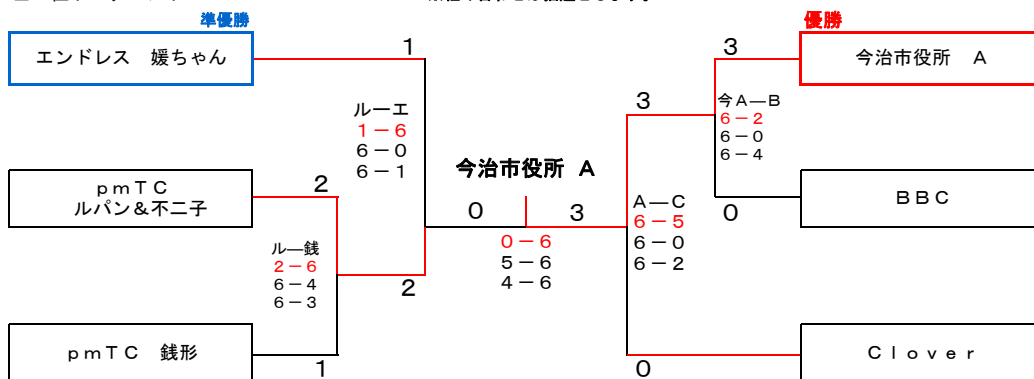 準優勝
優勝
エンドレス 媛ちゃん
1
3
今治市役所 A
3
ルーエ
1－6
6－0
6－1
今A―B
6－2
6－0
6－4
今治市役所 A
pmTC
ルパン＆不二子
2
BBC
0
0
3
A―C
6－5
6－0
6－2
0－6
5－6
4－6
ル―銭
2－6
6－4
6－3
2
pmTC 銭形
1
Clover
0